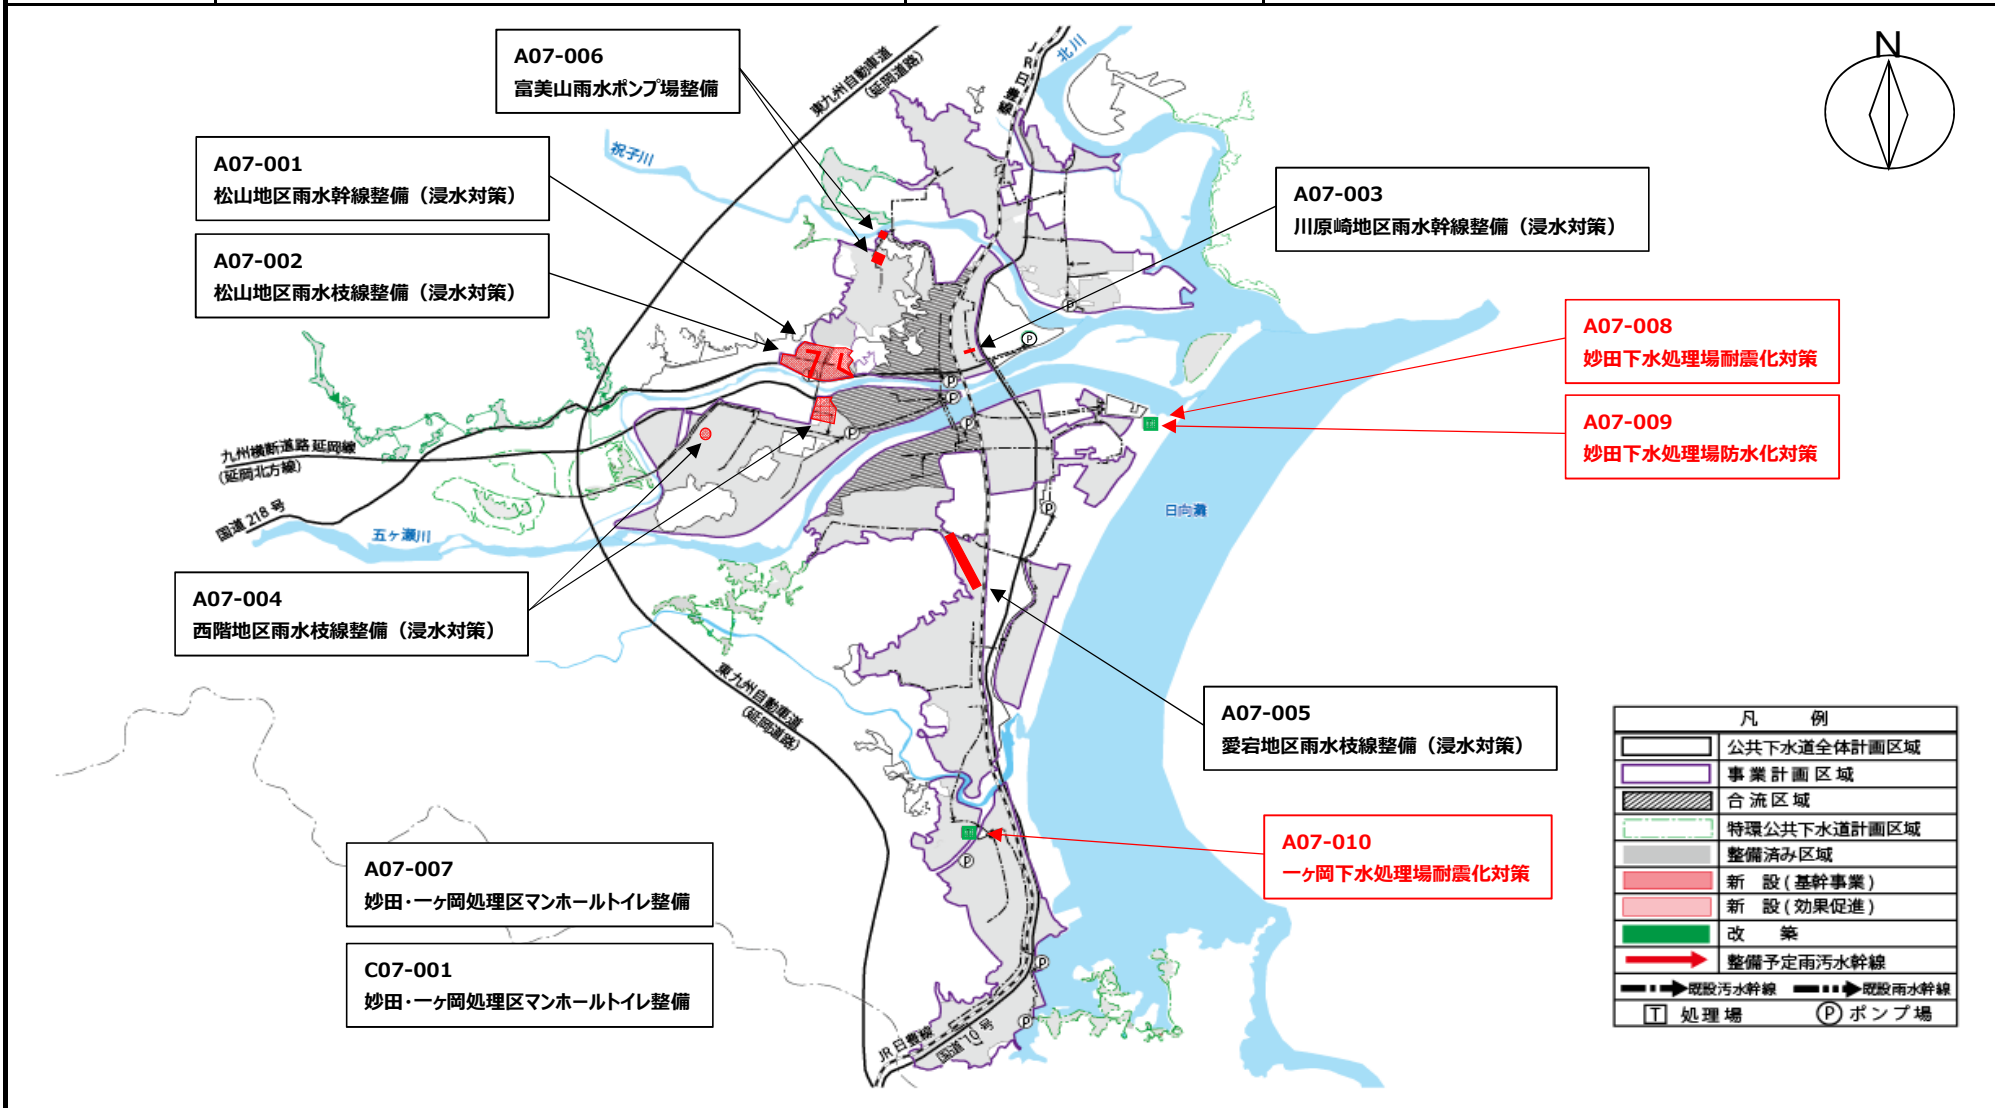 A07-006
富美山雨水ポンプ場整備
A07-001
松山地区雨水幹線整備（浸水対策）
A07-002
松山地区雨水枝線整備（浸水対策）
A07-003
川原崎地区雨水幹線整備（浸水対策）
A07-008
妙田下水処理場耐震化対策
A07-009
妙田下水処理場防水化対策
A07-004
西階地区雨水枝線整備（浸水対策）
A07-005
愛宕地区雨水枝線整備（浸水対策）
A07-010
一ヶ岡下水処理場耐震化対策
A07-007
妙田・一ヶ岡処理区マンホールトイレ整備
C07-001
妙田・一ヶ岡処理区マンホールトイレ整備
N
東九州自動車道
(延岡道路)
JR日豊線
北川
祝子川
九州横断道路延岡線
(延岡北方線)
国道218号
五ヶ瀬川
日向灘
東九州自動車道
(延岡道路)
JR日豊線
国道10号
P
P
P
P
P
P
P
P
P
P
T
T
凡　例
公共下水道全体計画区域
事業計画区域
合流区域
特環公共下水道計画区域
整備済み区域
新　設(基幹事業)
新　設(効果促進)
改　築
整備予定雨汚水幹線
既設汚水幹線 既設雨水幹線
T 処理場 P ポンプ場